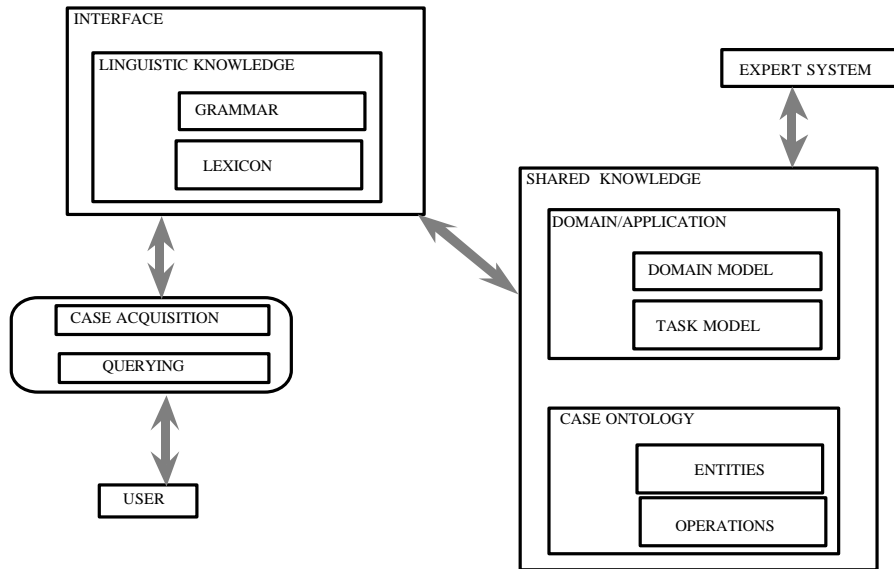 INTERFACE
LINGUISTIC KNOWLEDGE
GRAMMAR
LEXICON
EXPERT SYSTEM
SHARED KNOWLEDGE
DOMAIN/APPLICATION
DOMAIN MODEL
TASK MODEL
CASE ACQUISITION
QUERYING
CASE ONTOLOGY
ENTITIES
OPERATIONS
USER